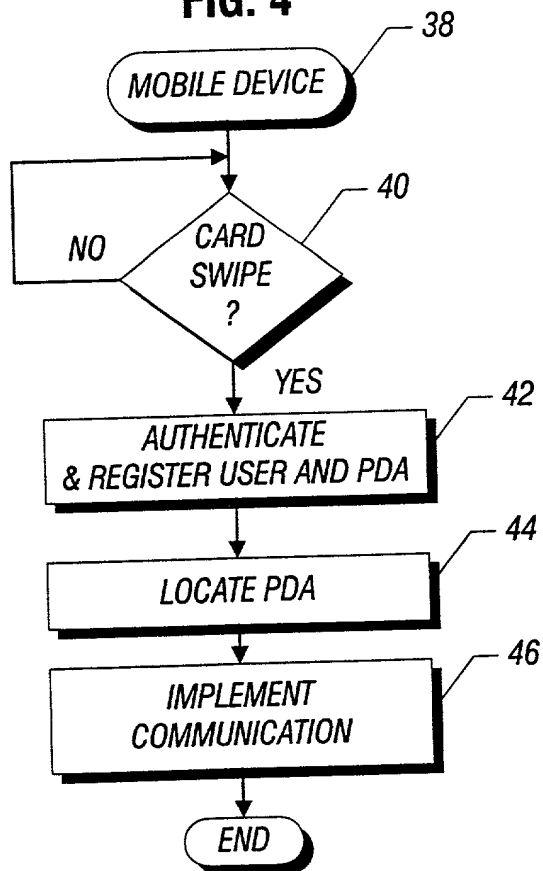 FIG. 4
38
MOBILE DEVICE
40
CARD
SWIPE
?
NO
YES
42
AUTHENTICATE
& REGISTER USER AND PDA
44
LOCATE PDA
46
IMPLEMENT
COMMUNICATION
END